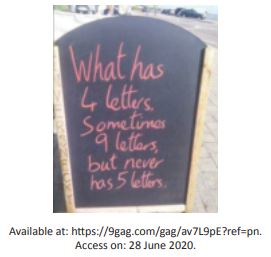 What has
4 letters.
Sometimes
9 letters,
but never
has 5 letters.
Available at: https://9gag.com/gag/av7L9pE?ref=pn.
Access on: 28 June 2020.